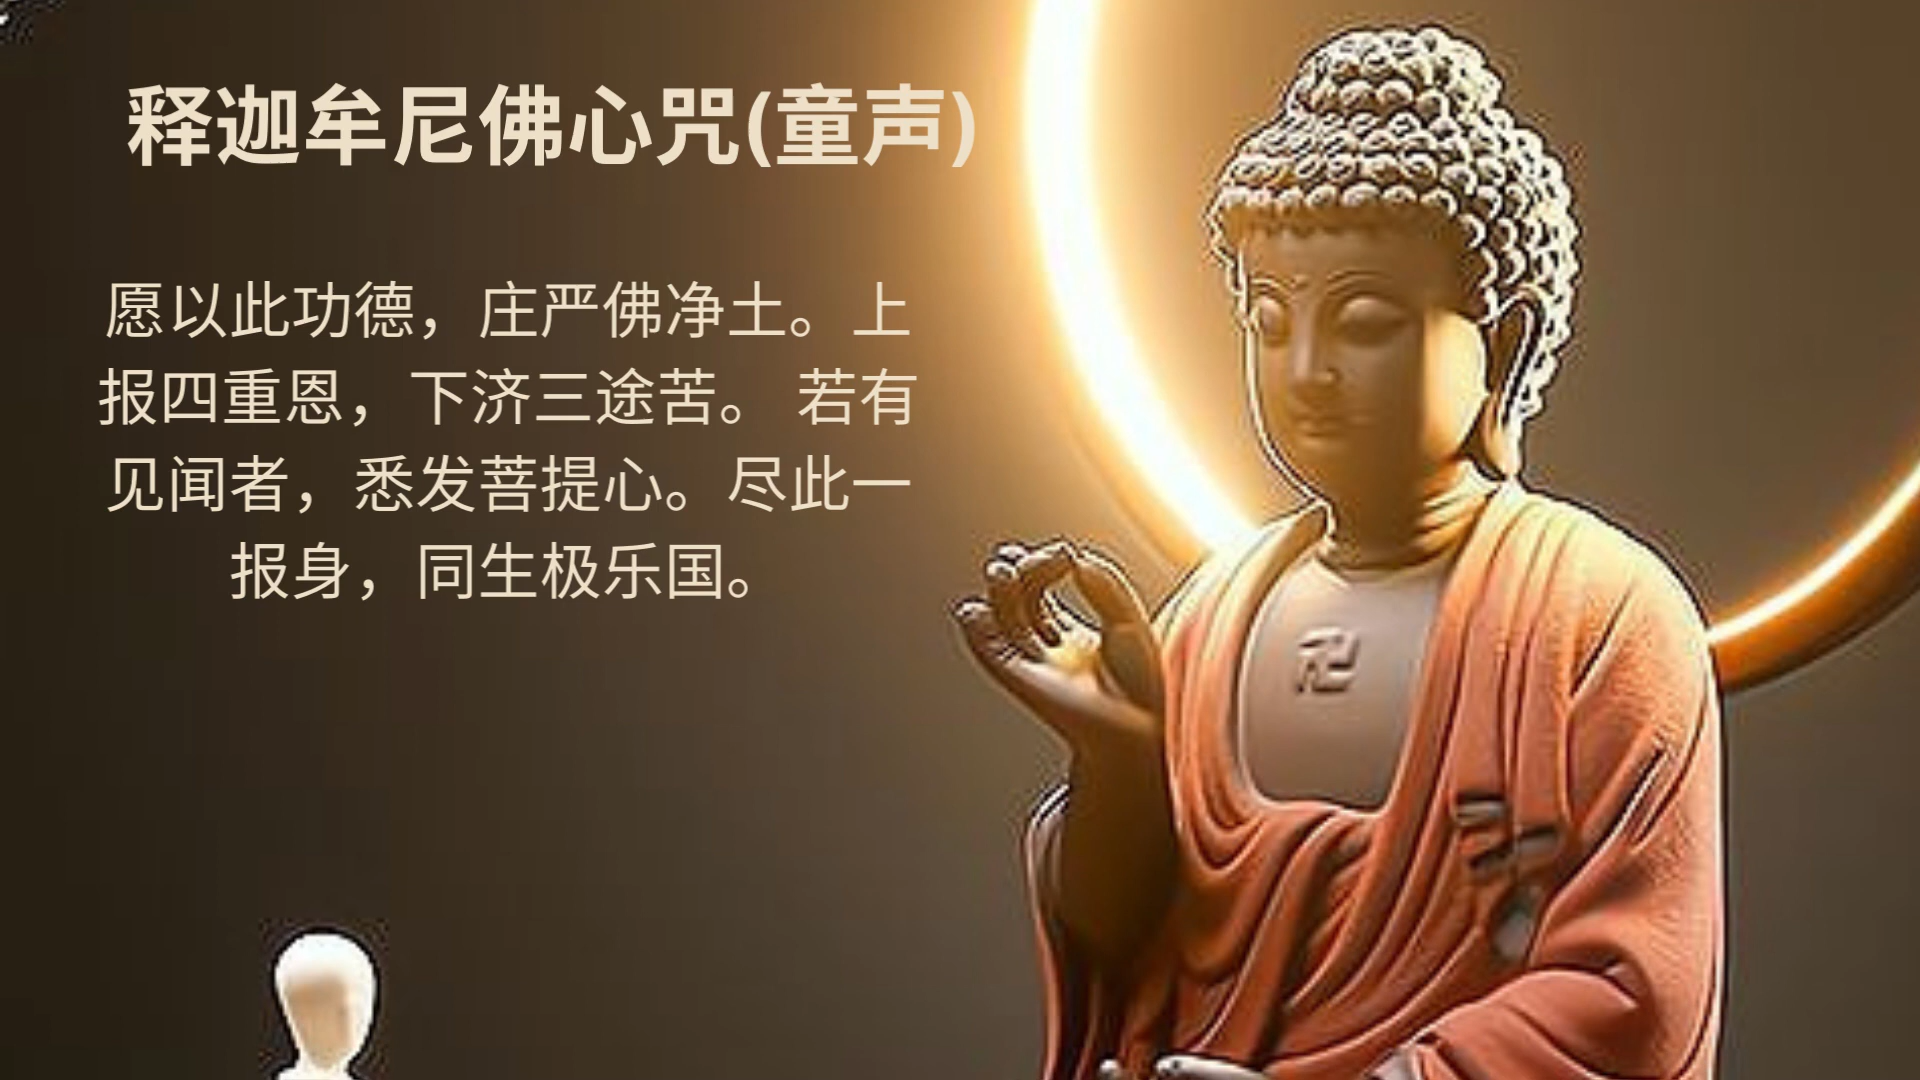 释迦牟尼佛心咒(童声)
愿以此功德，庄严佛净土。上
报四重恩，下济三途苦。 若有
见闻者，悉发菩提心。尽此一
报身，同生极乐国。
卍